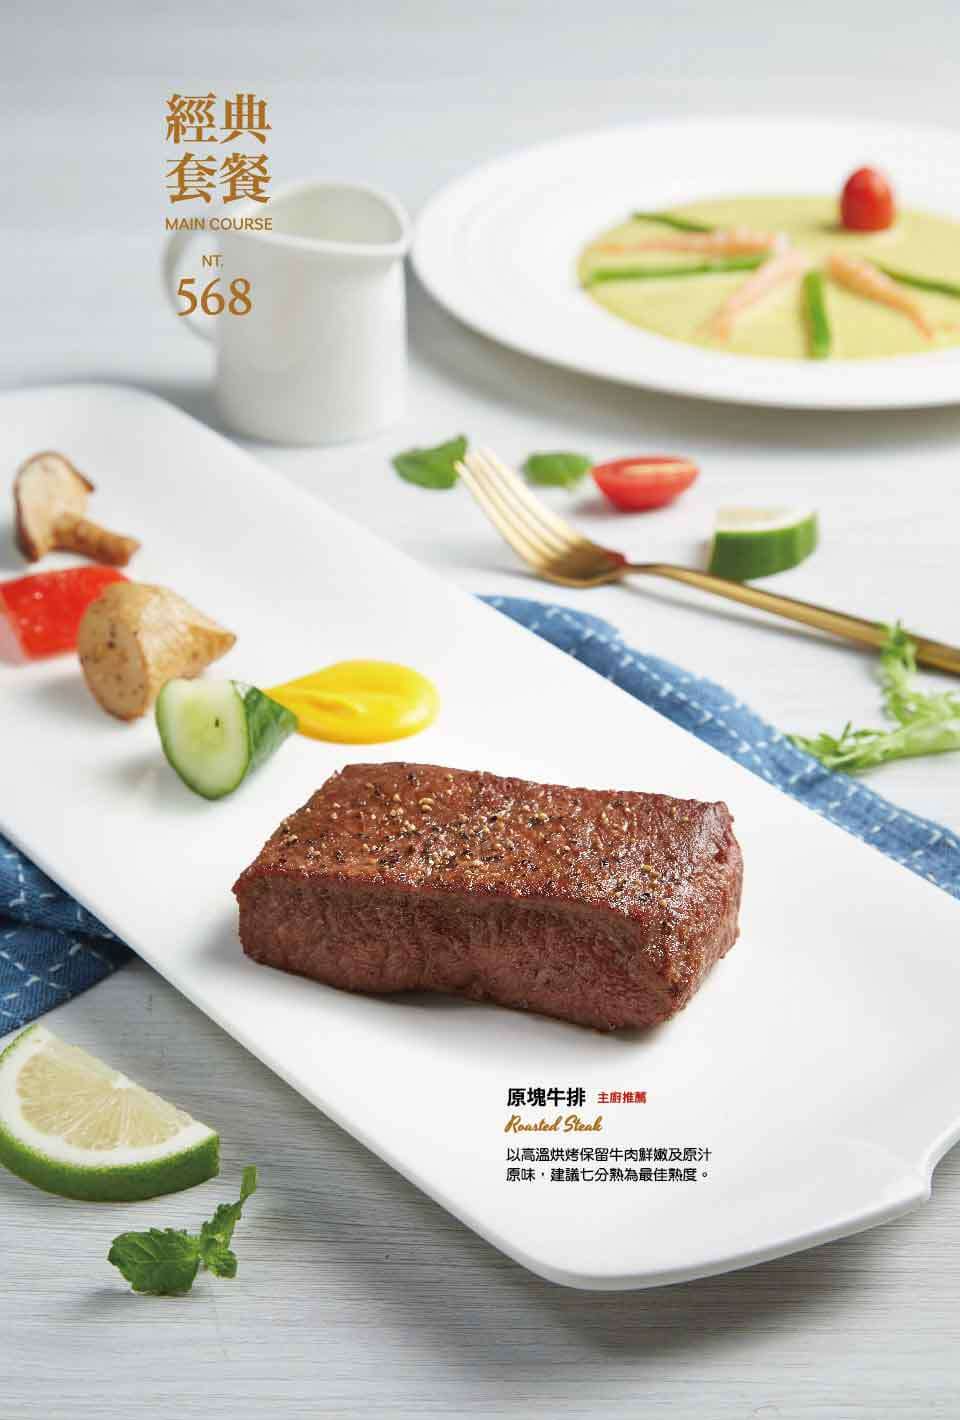 經典
套餐
MAIN COURSE
NT.
568
原塊牛排 主廚推薦
Roasted Steak
以高溫烘烤保留牛肉鮮嫩及原汁
原味，建議七分熟為最佳熟度。